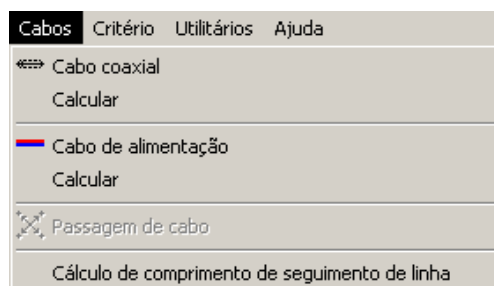 Cabos Critério Utilitários Ajuda
Cabo coaxial
Calcular
Cabo de alimentação
Calcular
Passagem de cabo
Cálculo de comprimento de seguimento de linha